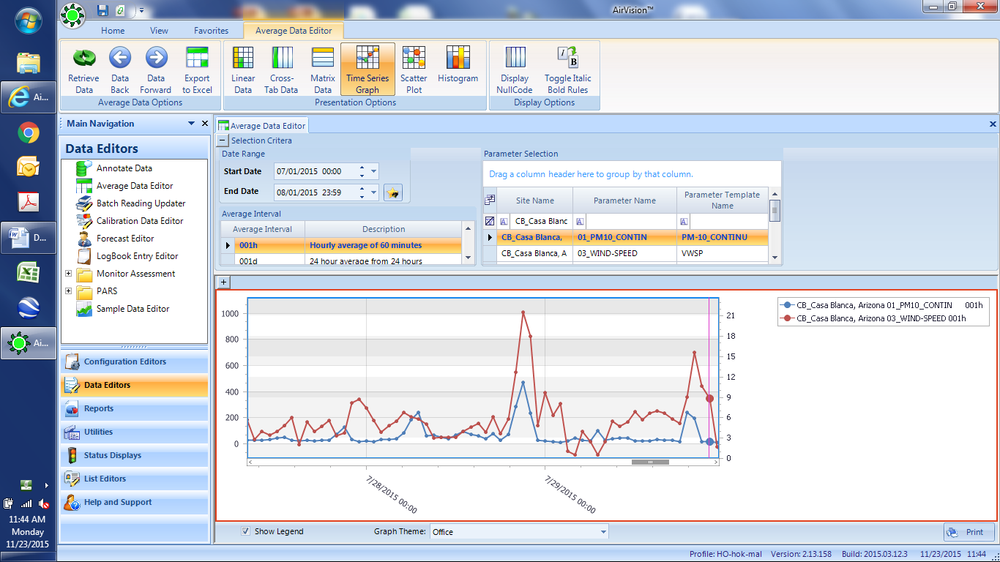 AirVision™
Home View Favorites Average Data Editor
Retrieve Data Data Back Data Forward Export to Excel Linear Data Cross-Tab Data Matrix Data Time Series Graph Scatter Plot Histogram Display NullCode Toggle Italic Bold Rules
Average Data Options Presentation Options Display Options
Main Navigation
Data Editors
Annotate Data
Average Data Editor
Batch Reading Updater
Calibration Data Editor
Forecast Editor
LogBook Entry Editor
Monitor Assessment
PARS
Sample Data Editor
Configuration Editors
Data Editors
Reports
Utilities
Status Displays
List Editors
Help and Support
Average Data Editor
Selection Critera
Date Range
Start Date 07/01/2015 00:00
End Date 08/01/2015 23:59
Average Interval
Average Interval Description
001h Hourly average of 60 minutes
001d 24 hour average from 24 hours
Parameter Selection
Drag a column header here to group by that column.
Site Name Parameter Name Parameter Template Name
CB_Casa Blanc
CB_Casa Blanca, 01_PM10_CONTIN PM-10_CONTINU
CB_Casa Blanca, A 03_WIND-SPEED VWSP
1000
800
600
400
200
0
21
18
15
12
9
6
3
0
7/28/2015 00:00
7/29/2015 00:00
CB_Casa Blanca, Arizona 01_PM10_CONTIN 001h
CB_Casa Blanca, Arizona 03_WIND-SPEED 001h
Show Legend Graph Theme: Office Print
Profile: HO-hok-mal Version: 2.13.158 Build: 2015.03.12.3 11/23/2015 11:44
Ai...
D...
Ai...
11:44 AM
Monday
11/23/2015